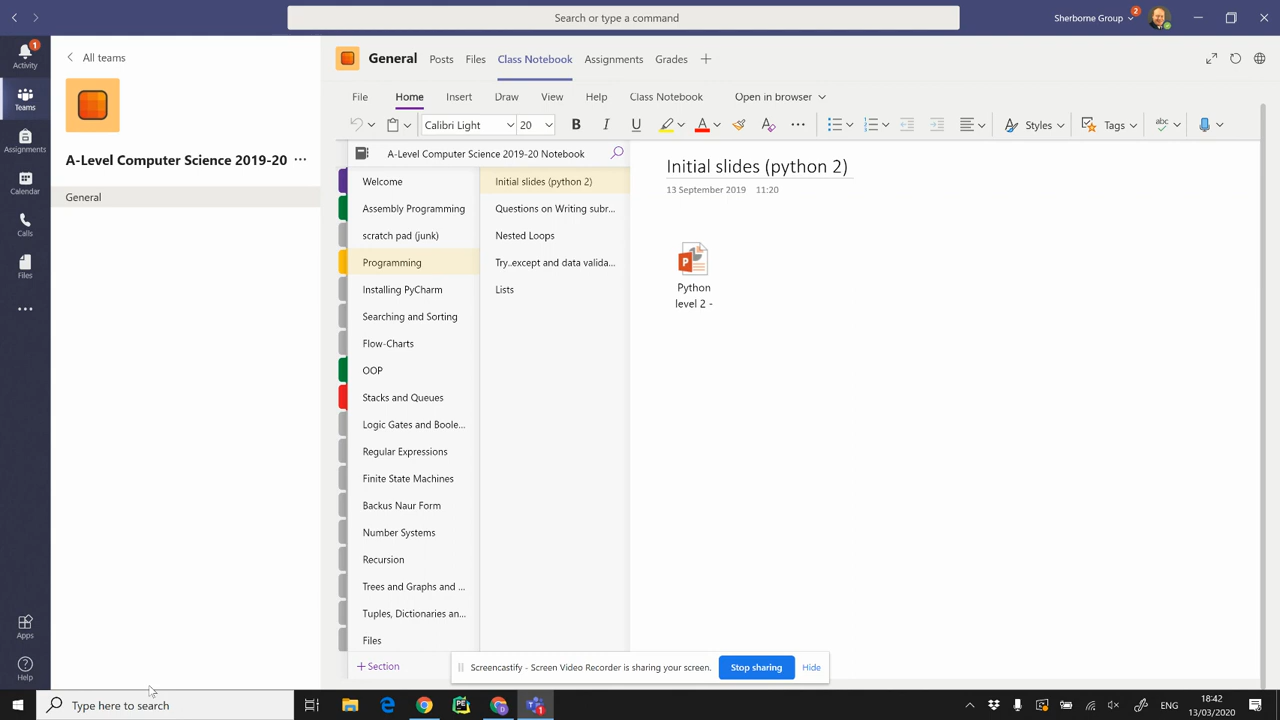 Search or type a command
Sherborne Group
2
1
Activity
Teams
Assignments
Calendar
Calls
Files
Apps
Help
All teams
A-Level Computer Science 2019-20
General
General
Posts
Files
Class Notebook
Assignments
Grades
File
Home
Insert
Draw
View
Help
Class Notebook
Open in browser
Calibri Light
20
B
I
U
A
Styles
Tags
abc
A-Level Computer Science 2019-20 Notebook
Welcome
Assembly Programming
scratch pad (junk)
Programming
Installing PyCharm
Searching and Sorting
Flow-Charts
OOP
Stacks and Queues
Logic Gates and Boole...
Regular Expressions
Finite State Machines
Backus Naur Form
Number Systems
Recursion
Trees and Graphs and ...
Tuples, Dictionaries an...
Files
+ Section
Initial slides (python 2)
Questions on Writing subr...
Nested Loops
Try..except and data valida...
Lists
Initial slides (python 2)
13 September 2019 11:20
Python
level 2 -
Screencastify - Screen Video Recorder is sharing your screen.
Stop sharing
Hide
Type here to search
ENG
18:42
13/03/2020